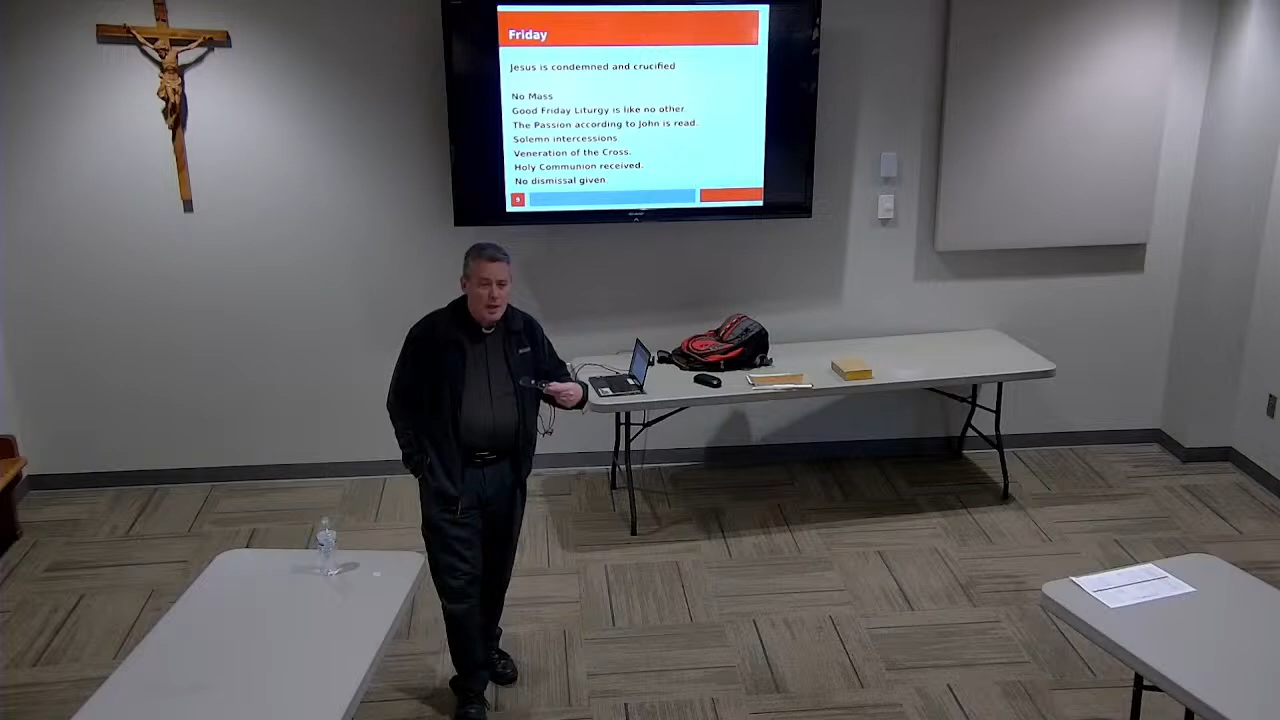 Friday
Jesus is condemned and crucified
No Mass
Good Friday Liturgy is like no other
The Passion according to John is read.
Solemn intercessions
Veneration of the Cross.
Holy Communion received.
No dismissal given
9